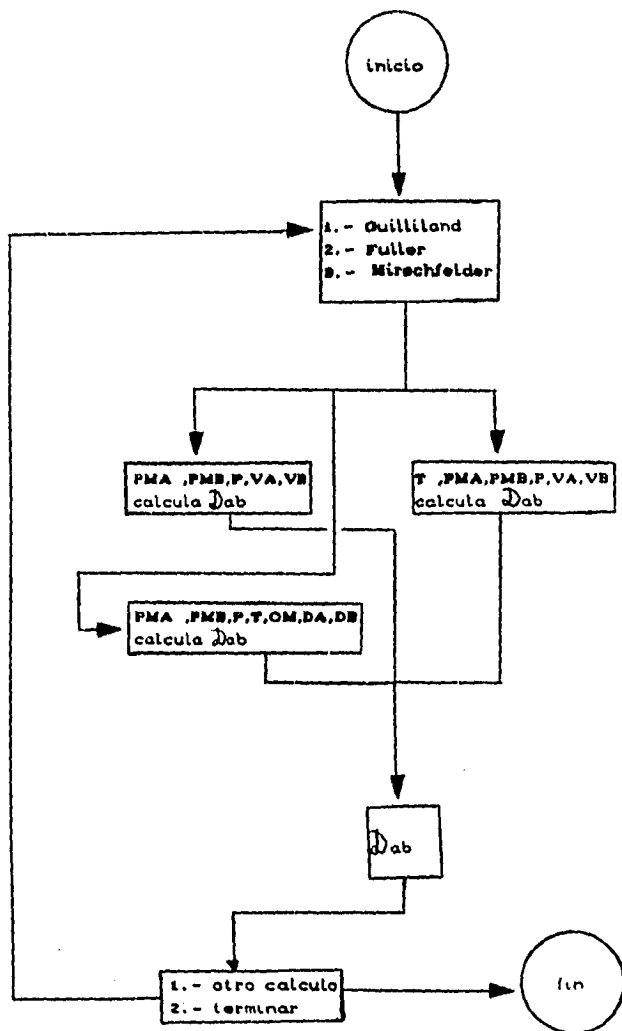 inicio
1.- Guilliland
2.- Fuller
3.- Hirschfelder
PMA ,PMB,P,VA,VB
calcula Dab
T ,PMA,PMB,P,VA,VB
calcula Dab
PMA ,PMB,P,T,OM,DA,DB
calcula Dab
Dab
1.- otro calculo
2.- terminar
fin